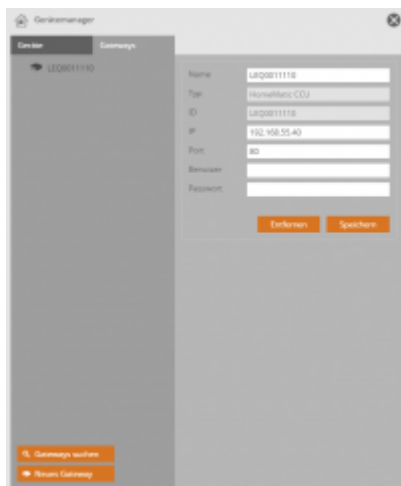 Gerätemanager
Geräte
Gateways
LEQ0011110
Name
LEQ0011110
Typ
HomeMatic CCU
ID
LEQ0011110
IP
192.168.55.40
Port
80
Benutzer
Passwort
Entfernen
Speichern
Gateways suchen
Neues Gateway